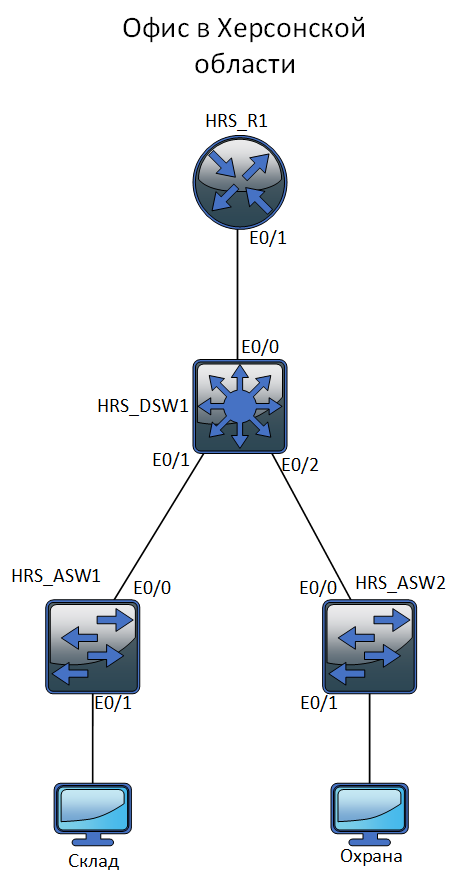 Офис в Херсонской
области
HRS_R1
E0/1
E0/0
HRS_DSW1
E0/1
E0/2
HRS_ASW1
E0/0
E0/0
HRS_ASW2
E0/1
E0/1
Склад
Охрана